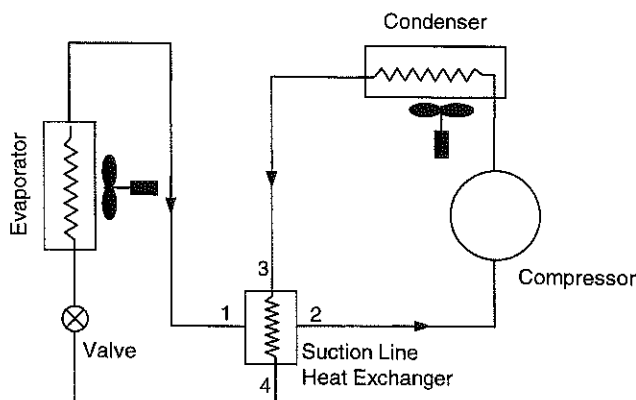 Condenser
Evaporator
3
Compressor
1
2
Valve
Suction Line
Heat Exchanger
4